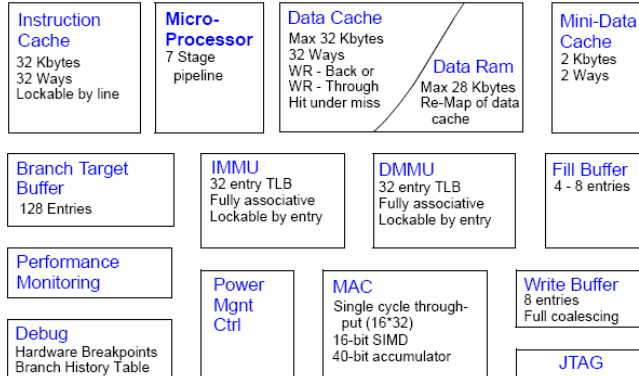 Instruction
Cache
32 Kbytes
32 Ways
Lockable by line
Micro-
Processor
7 Stage
pipeline
Data Cache
Max 32 Kbytes
32 Ways
WR - Back or
WR - Through
Hit under miss
Data Ram
Max 28 Kbytes
Re-Map of data
cache
Mini-Data
Cache
2 Kbytes
2 Ways
Branch Target
Buffer
128 Entries
IMMU
32 entry TLB
Fully associative
Lockable by entry
DMMU
32 entry TLB
Fully associative
Lockable by entry
Fill Buffer
4 - 8 entries
Performance
Monitoring
Power
Mgnt
Ctrl
MAC
Single cycle through-
put (16*32)
16-bit SIMD
40-bit accumulator
Write Buffer
8 entries
Full coalescing
Debug
Hardware Breakpoints
Branch History Table
JTAG